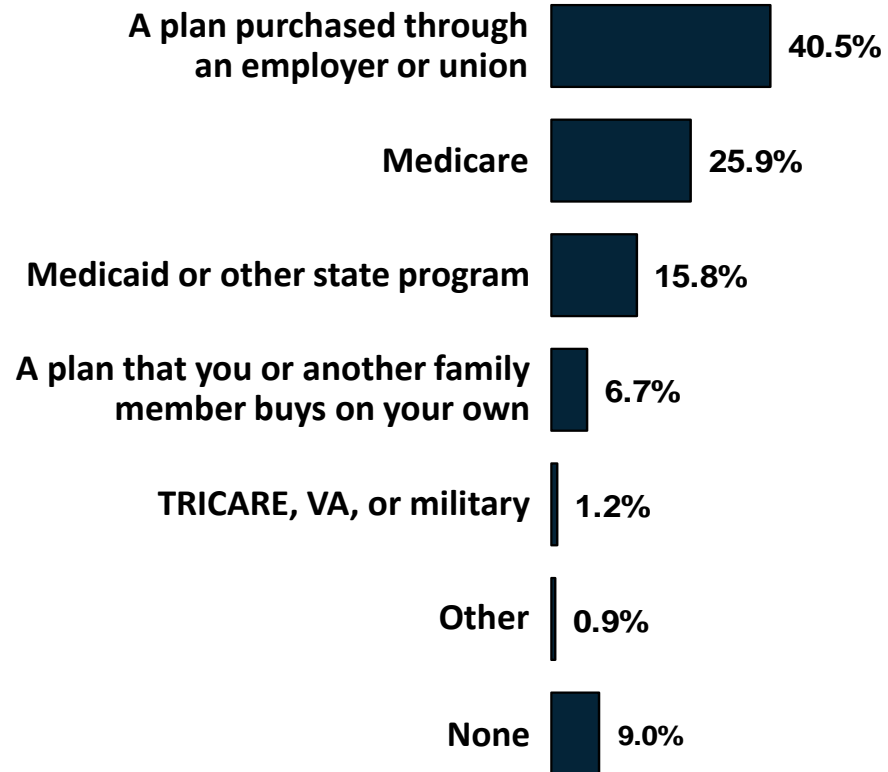 A plan purchased through
an employer or union
40.5%
Medicare
25.9%
Medicaid or other state program
15.8%
A plan that you or another family
member buys on your own
6.7%
TRICARE, VA, or military
1.2%
Other
0.9%
None
9.0%